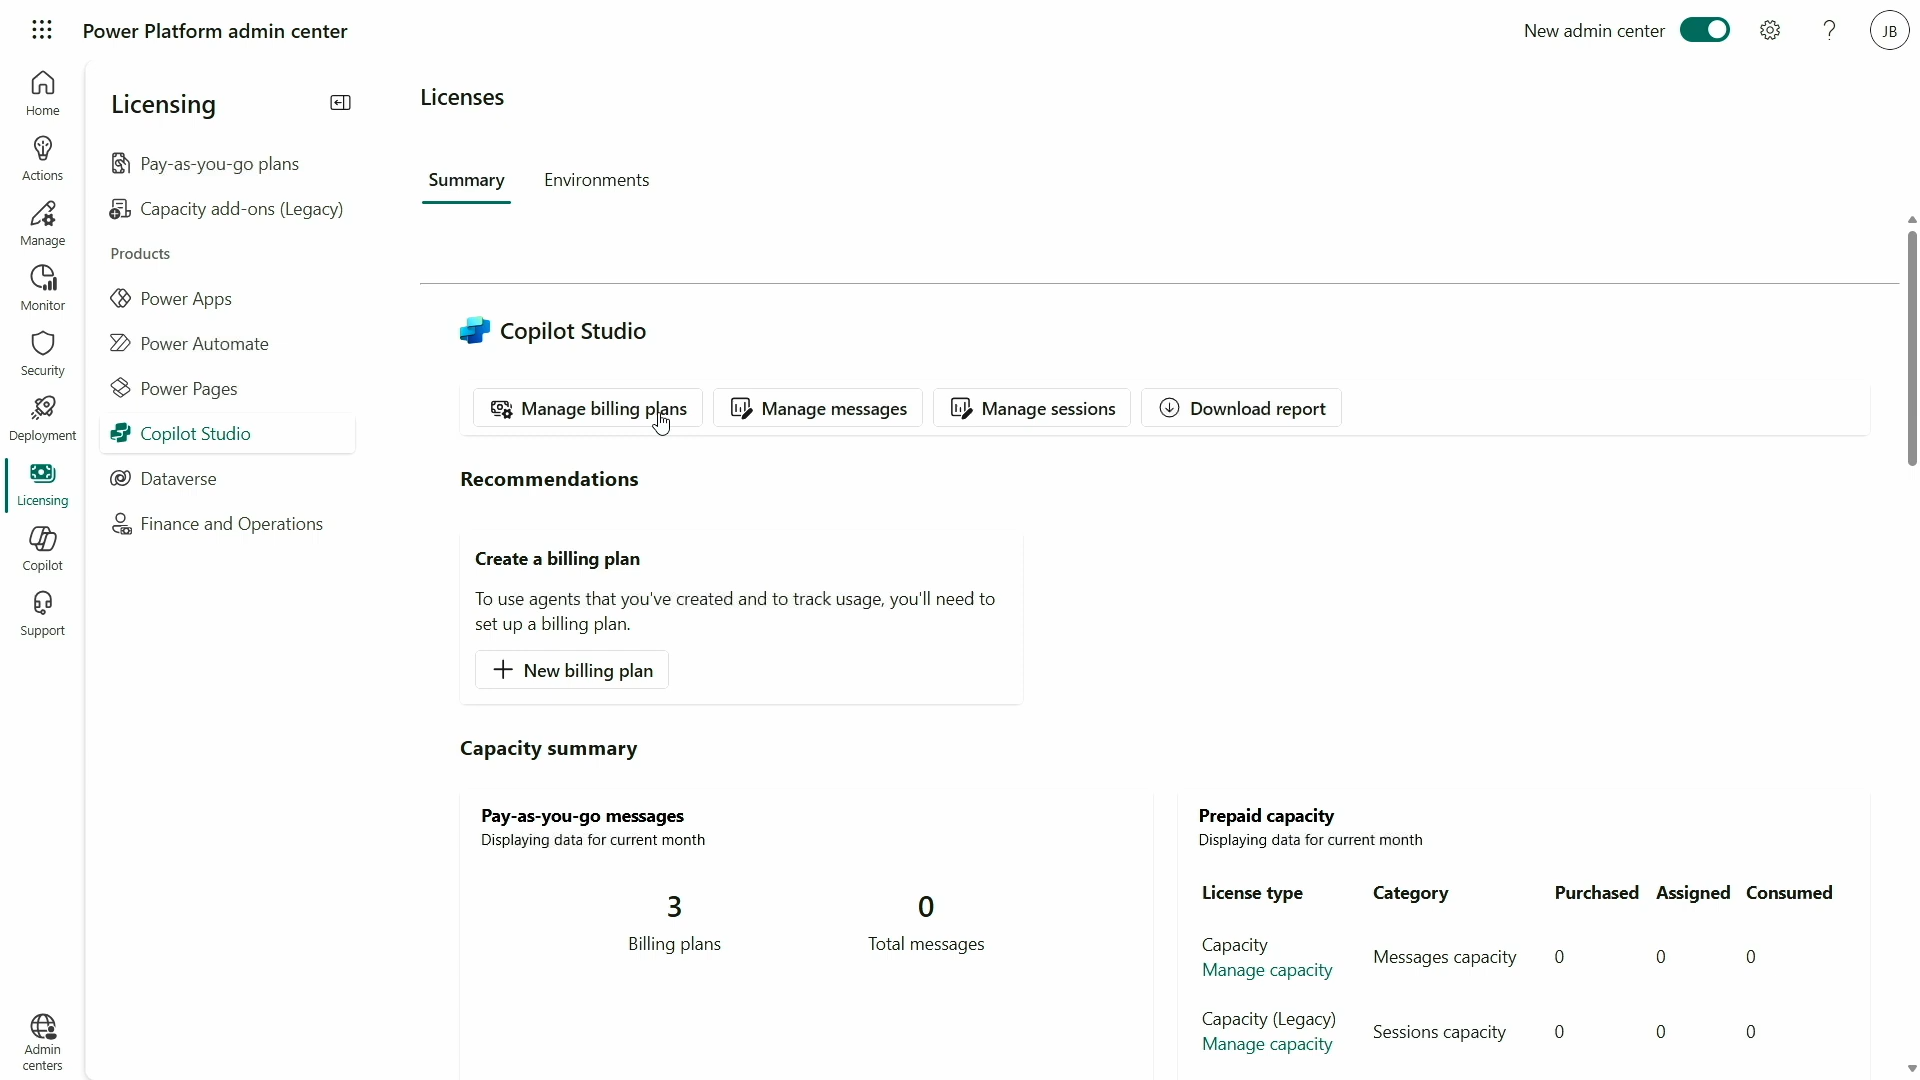 Power Platform admin center
New admin center
JB
Home
Actions
Manage
Monitor
Security
Deployment
Licensing
Copilot
Support
Admin
centers
Licensing
Pay-as-you-go plans
Capacity add-ons (Legacy)
Products
Power Apps
Power Automate
Power Pages
Copilot Studio
Dataverse
Finance and Operations
Licenses
Summary
Environments
Copilot Studio
Manage billing plans
Manage messages
Manage sessions
Download report
Recommendations
Create a billing plan
To use agents that you've created and to track usage, you'll need to
set up a billing plan.
New billing plan
Capacity summary
Pay-as-you-go messages
Displaying data for current month
3
Billing plans
0
Total messages
Prepaid capacity
Displaying data for current month
License type Category Purchased Assigned Consumed
Capacity
Manage capacity
Messages capacity 0 0 0
Capacity (Legacy)
Manage capacity
Sessions capacity 0 0 0